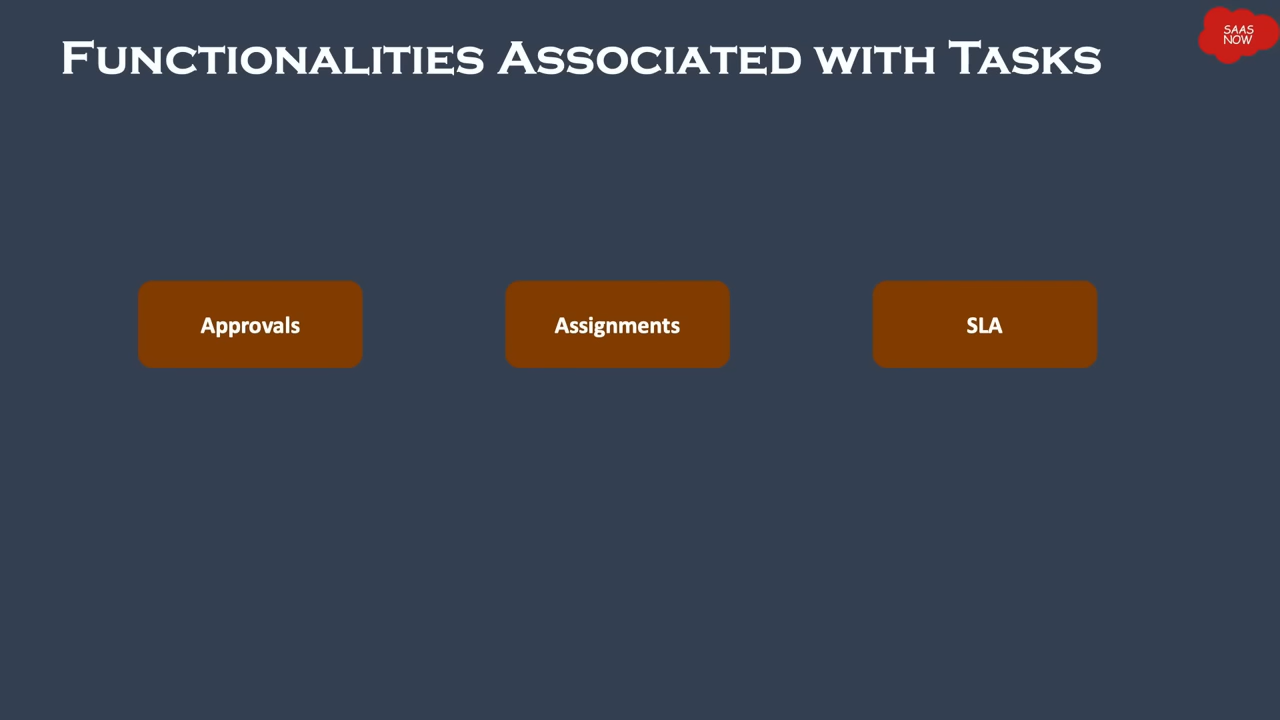 Functionalities Associated with Tasks
SAAS
NOW
Approvals
Assignments
SLA